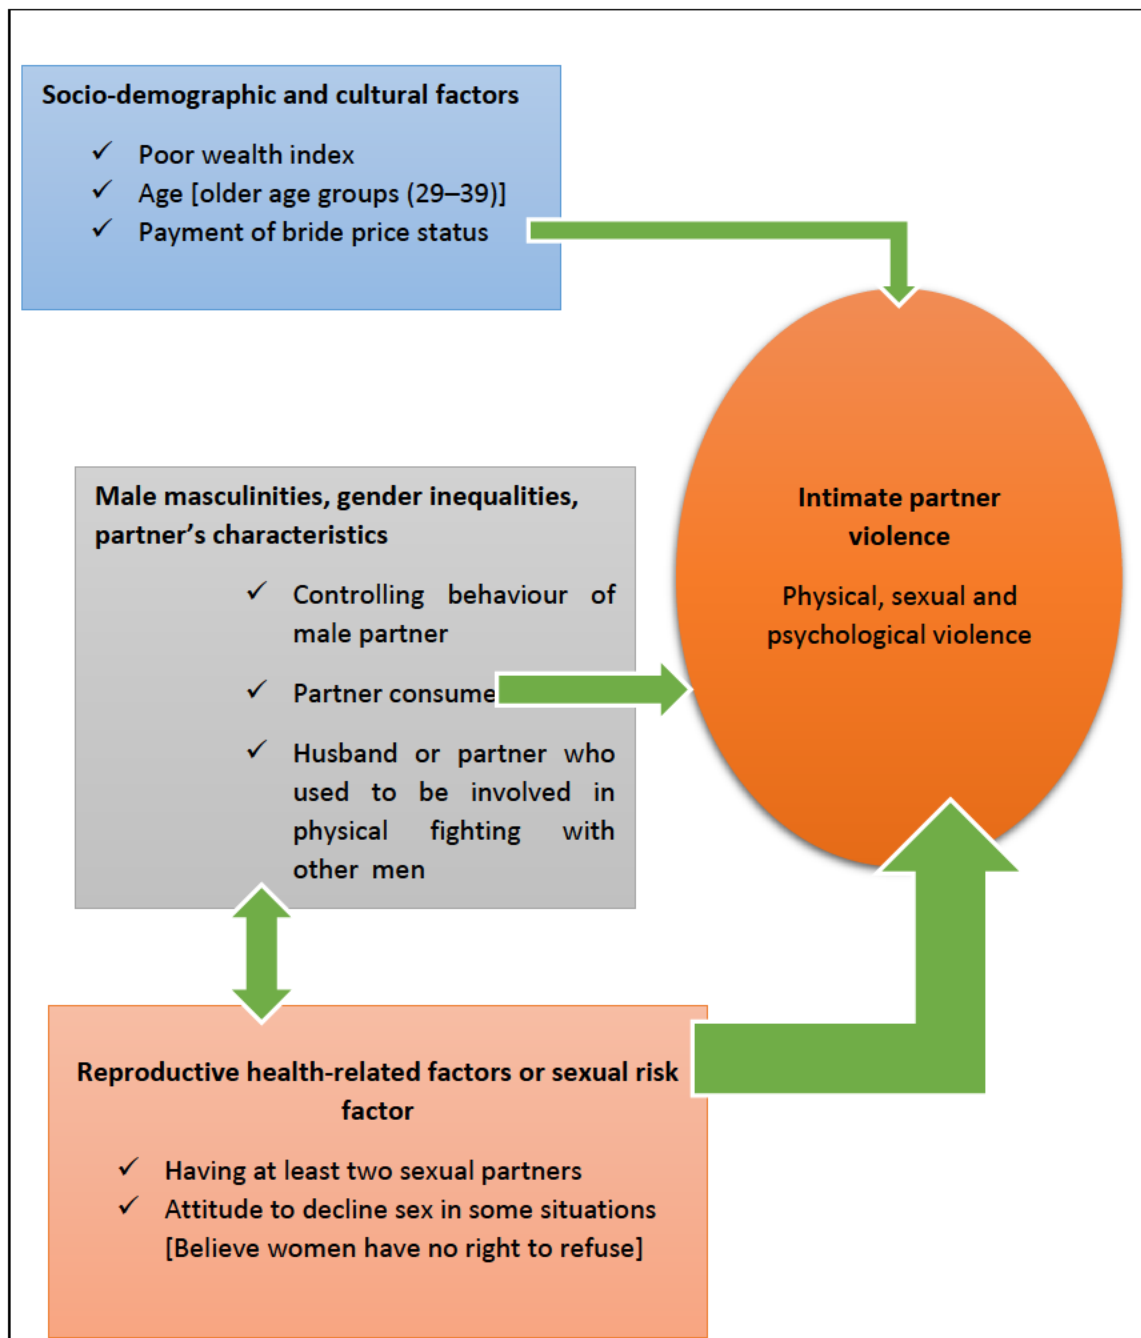 Socio-demographic and cultural factors
✓ Poor wealth index
✓ Age [older age groups (29–39)]
✓ Payment of bride price status
Male masculinities, gender inequalities,
partner’s characteristics
✓ Controlling behaviour of
male partner
✓ Partner consume
✓ Husband or partner who
used to be involved in
physical fighting with
other men
Intimate partner
violence
Physical, sexual and
psychological violence
Reproductive health-related factors or sexual risk
factor
✓ Having at least two sexual partners
✓ Attitude to decline sex in some situations
[Believe women have no right to refuse]